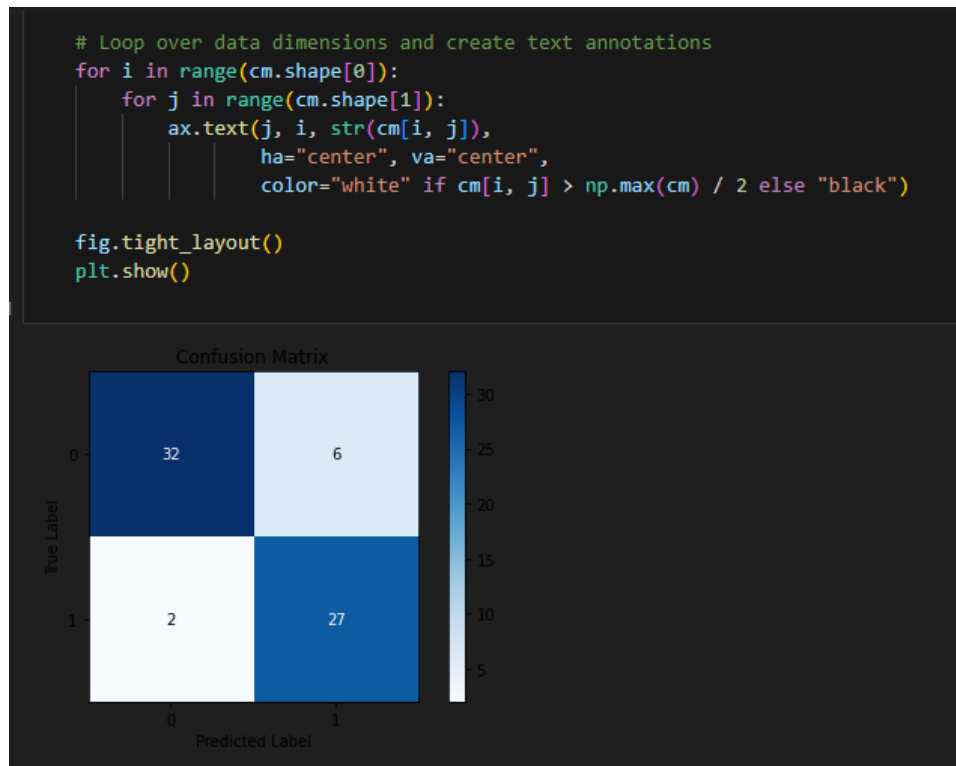 # Loop over data dimensions and create text annotations
for i in range(cm.shape[0]):
    for j in range(cm.shape[1]):
        ax.text(j, i, str(cm[i, j]),
                ha="center", va="center",
                color="white" if cm[i, j] > np.max(cm) / 2 else "black")
fig.tight_layout()
plt.show()
Confusion Matrix
30
0 32 6
25
20
True Label
15
1 2 27
10
5
0 1
Predicted Label